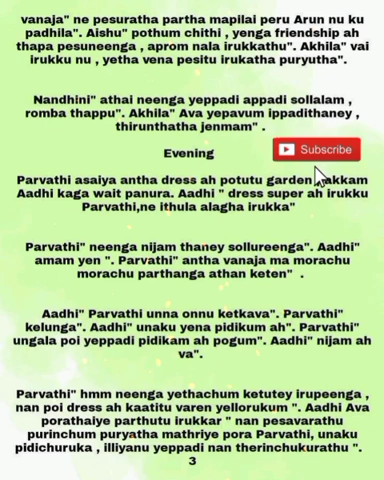 vanaja" ne pesuratha partha mapilai peru Arun nu ku
padhila". Aishu" pothum chithi , yenga friendship ah
thapa pesuneenga , aprom nala irukkathu". Akhila" vai
irukku nu , yetha vena pesitu irukatha puryutha".
Nandhini" athai neenga yeppadi appadi sollalam ,
romba thappu". Akhila" Ava yepavum ippadithaney ,
thirunthatha jenmam" .
Evening
Subscribe
Parvathi asaiya antha dress ah potutu garden pakkam
Aadhi kaga wait panura. Aadhi " dress super ah irukku
Parvathi,ne ithula alagha irukka"
Parvathi" neenga nijam thaney sollureenga". Aadhi"
amam yen ". Parvathi" antha vanaja ma morachu
morachu parthanga athan keten" .
Aadhi" Parvathi unna onnu ketkava". Parvathi"
kelunga". Aadhi" unaku yena pidikum ah". Parvathi"
ungala poi yeppadi pidikam ah pogum". Aadhi" nijam ah
va".
Parvathi" hmm neenga yethachum ketutey irupeenga ,
nan poi dress ah kaatitu varen yellorukum ". Aadhi Ava
porathaiye parthutu irukkar " nan pesavarathu
purinchum puryatha mathriye pora Parvathi, unaku
pidichuruka , illiyanu yeppadi nan therinchukurathu ".
3